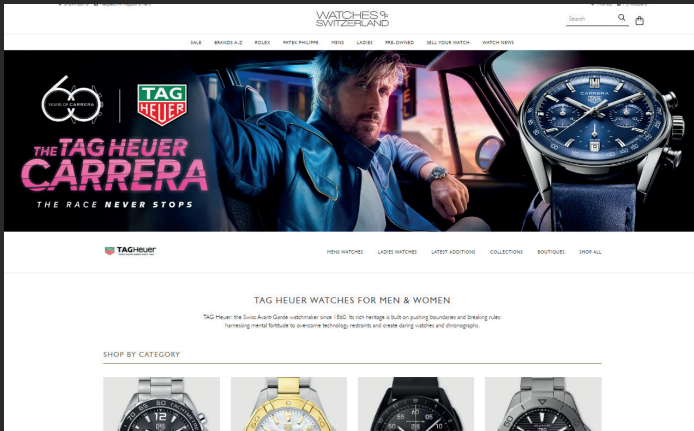 WATCHES OF
SWITZERLAND
Search
SALE BRANDS A-Z ROLEX PATEK PHILIPPE MENS LADIES PRE-OWNED SELL YOUR WATCH WATCH NEWS
60
YEARS OF CARRERA
TAG
HEUER
THE TAG HEUER
CARRERA
THE RACE NEVER STOPS
CARRERA
TAGHeuer
MENS WATCHES LADIES WATCHES LATEST ADDITIONS COLLECTIONS BOUTIQUES SHOP ALL
TAG HEUER WATCHES FOR MEN & WOMEN
TAG Heuer: the Swiss Avant-Garde watchmaker since 1860. Its rich heritage is built on pushing boundaries and breaking rules:
harnessing mental fortitude to overcome technology restraints and create daring watches and chronographs.
SHOP BY CATEGORY
TACHYMETRE
12
60